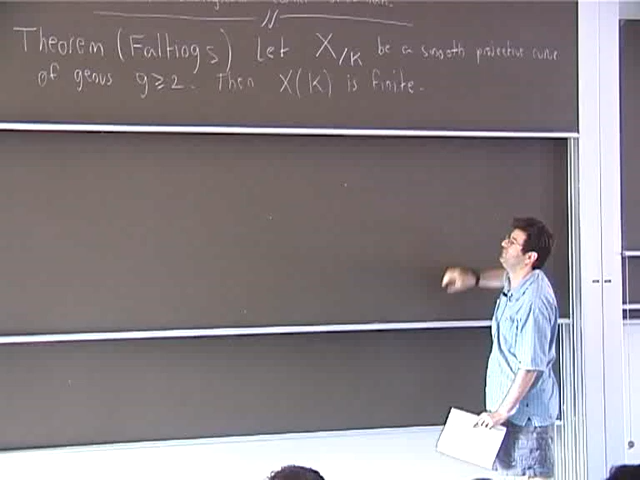 Theorem (Faltings) Let X/K be a smooth projective curve
of genus g≥2. Then X(K) is finite.